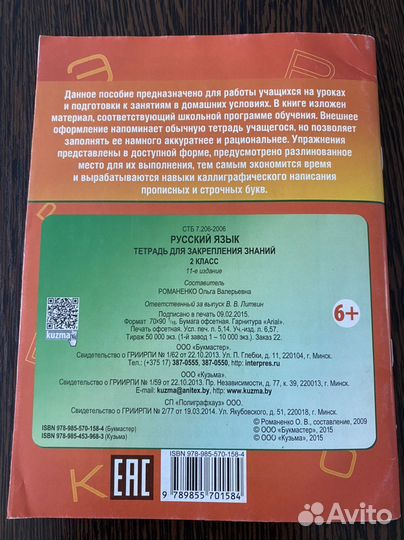 Данное пособие предназначено для работы учащихся на уроках
и подготовки к занятиям в домашних условиях. В книге изложен
материал, соответствующий школьной программе обучения. Внешнее
оформление напоминает обычную тетрадь учащегося, но позволяет
заполнять ее намного аккуратнее и рациональнее. Упражнения
представлены в доступной форме, предусмотрено разлинованное
место для их выполнения, тем самым экономится время
и вырабатываются навыки каллиграфического написания
прописных и строчных букв.
СТБ 7.206-2006
РУССКИЙ ЯЗЫК
ТЕТРАДЬ ДЛЯ ЗАКРЕПЛЕНИЯ ЗНАНИЙ
2 КЛАСС
11-е издание
Составитель
РОМАНЕНКО Ольга Валерьевна
Ответственный за выпуск В. В. Литвин
Подписано в печать 09.02.2015.
Формат 70×90 1/16. Бумага офсетная. Гарнитура «Arial».
Печать офсетная. Усл. печ. л. 5,14. Уч.-изд. л. 6,57.
Тираж 50 000 экз. (1-й завод 1 – 10 000 экз.) Заказ 22.
kuzma.by
6+
ООО «Букмастер».
Свидетельство о ГРИИРПИ № 1/62 от 22.10.2013. Ул. П. Глебки, 11, 220104, г. Минск.
Тел.: (+375 17) 387-0555, 387-0550, http: interpres.ru
ООО «Кузьма».
Свидетельство о ГРИИРПИ № 1/59 от 22.10.2013. Пр. Независимости, д. 77, к. 39, 220013, г. Минск.
E-mail: kuzma@anitex.by, http://www.kuzma.by
СП «Полиграфхауз» ООО.
Свидетельство о ГРИИРПИ № 2/77 от 19.03.2014. Ул. Якубовского, д. 51, 220018, г. Минск.
ISBN 978-985-570-158-4 (Букмастер)
ISBN 978-985-453-968-3 (Кузьма)
© Романенко О. В., составление, 2009
© ООО «Букмастер», 2015
© ООО «Кузьма», 2015
EAC
ISBN 978-985-570-158-4
9 789855 701584
Avito